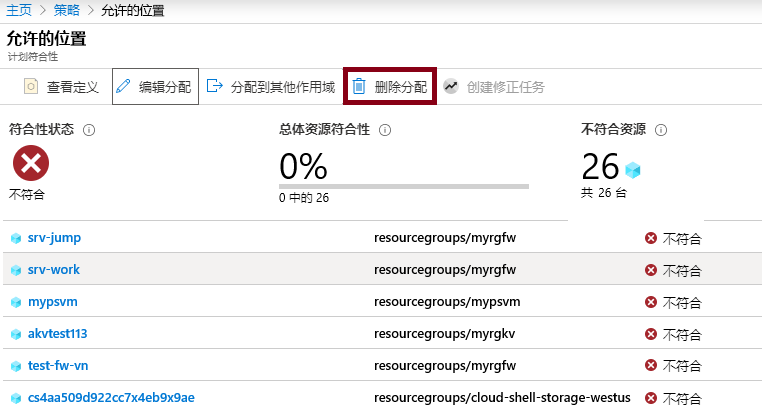 主页 > 策略 > 允许的位置
允许的位置
计划符合性
查看定义 编辑分配 分配到其他作用域 删除分配 创建修正任务
符合性状态 总体资源符合性 不符合资源
不符合 0% 26
0 中的 26 共 26 台
srv-jump resourcegroups/myrgfw 不符合
srv-work resourcegroups/myrgfw 不符合
mypsvm resourcegroups/mypsvm 不符合
akvtest113 resourcegroups/myrgkv 不符合
test-fw-vn resourcegroups/myrgfw 不符合
cs4aa509d922cc7x4eb9x9ae resourcegroups/cloud-shell-storage-westus 不符合